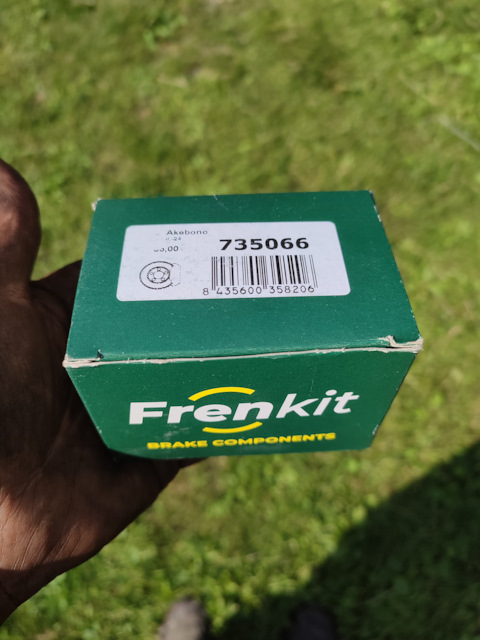 Akebono
735066
8 435600 358206
Frenkit
BRAKE COMPONENTS